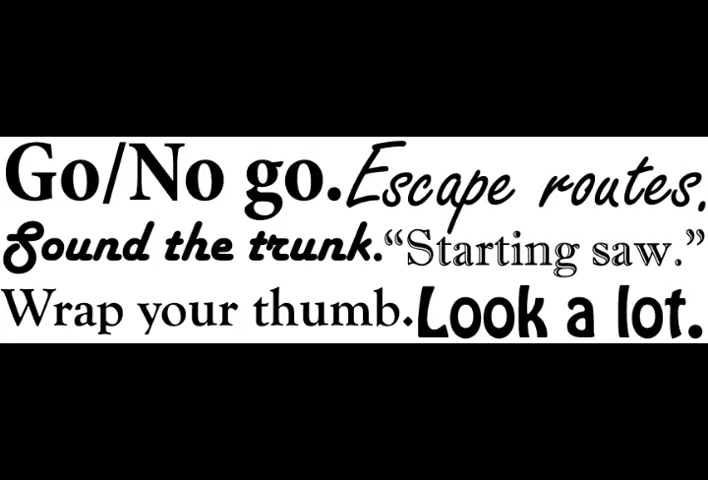 Go/No go. Escape routes.
Sound the trunk. “Starting saw.”
Wrap your thumb. Look a lot.